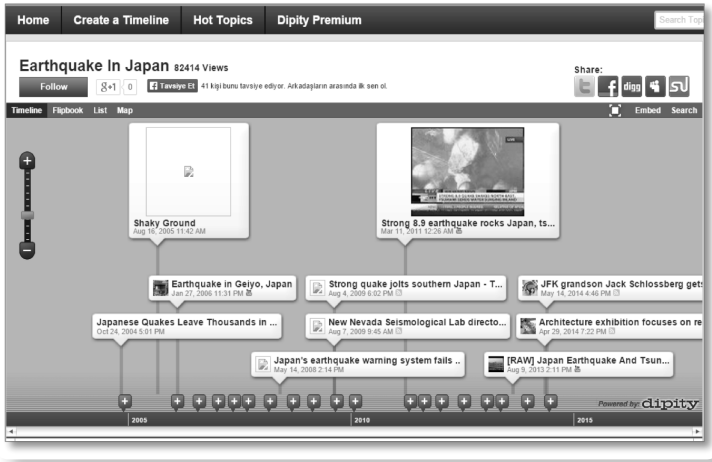 Home Create a Timeline Hot Topics Dipity Premium Search Topi
Earthquake In Japan 82414 Views
Share:
Follow g+1 0 Tavsiye Et 41 kişi bunu tavsiye ediyor. Arkadaşların arasında ilk sen ol.
digg
Timeline Flipbook List Map Embed Search
Shaky Ground
Aug 16, 2005 11:42 AM
Strong 8.9 earthquake rocks Japan, ts...
Mar 11, 2011 12:26 AM
Earthquake in Geiyo, Japan
Jan 27, 2006 11:31 PM
Strong quake jolts southern Japan - T...
Aug 4, 2009 6:02 PM
JFK grandson Jack Schlossberg gets
May 14, 2014 4:46 PM
Japanese Quakes Leave Thousands in ...
Oct 24, 2004 5:01 PM
New Nevada Seismological Lab directo...
Aug 7, 2009 9:45 AM
Architecture exhibition focuses on re
Apr 29, 2014 7:22 PM
Japan's earthquake warning system fails ..
May 14, 2008 2:14 PM
[RAW] Japan Earthquake And Tsun...
Aug 9, 2013 2:11 PM
Powered by: dipity
2005 2010 2015